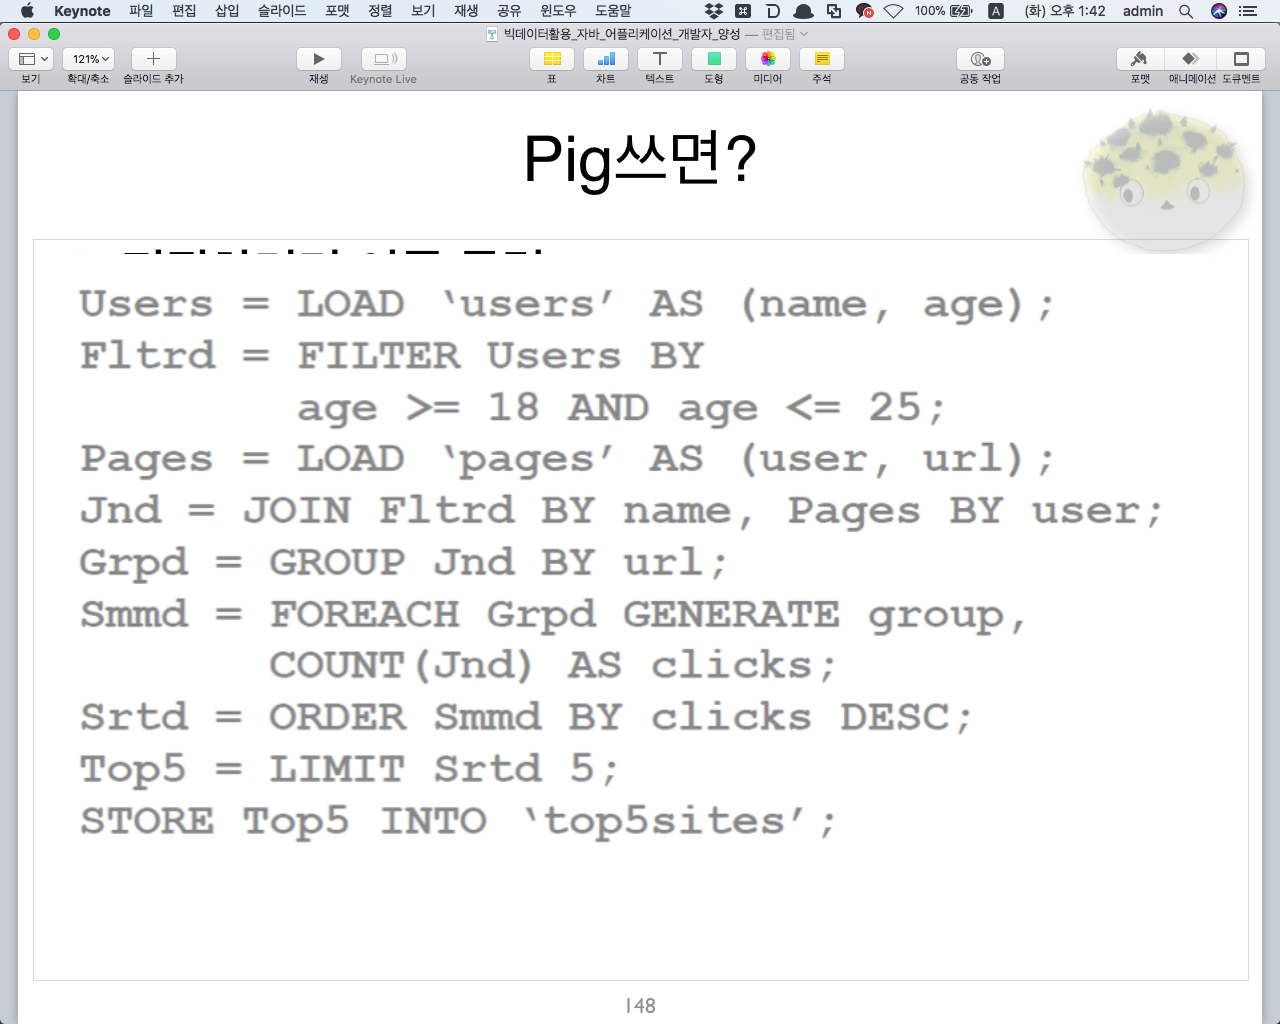 Keynote 파일 편집 삽입 슬라이드 포맷 정렬 보기 재생 공유 윈도우 도움말 100% A (화) 오후 1:42 admin
빅데이터활용_자바_어플리케이션_개발자_양성 — 편집됨
121%
보기 확대/축소 슬라이드 추가 재생 Keynote Live 표 차트 텍스트 도형 미디어 주석 공동 작업 포맷 애니메이션 도큐멘트
Pig쓰면?
Users = LOAD ‘users’ AS (name, age);
Fltrd = FILTER Users BY
age >= 18 AND age <= 25;
Pages = LOAD ‘pages’ AS (user, url);
Jnd = JOIN Fltrd BY name, Pages BY user;
Grpd = GROUP Jnd BY url;
Smmd = FOREACH Grpd GENERATE group,
COUNT(Jnd) AS clicks;
Srtd = ORDER Smmd BY clicks DESC;
Top5 = LIMIT Srtd 5;
STORE Top5 INTO ‘top5sites’;
148